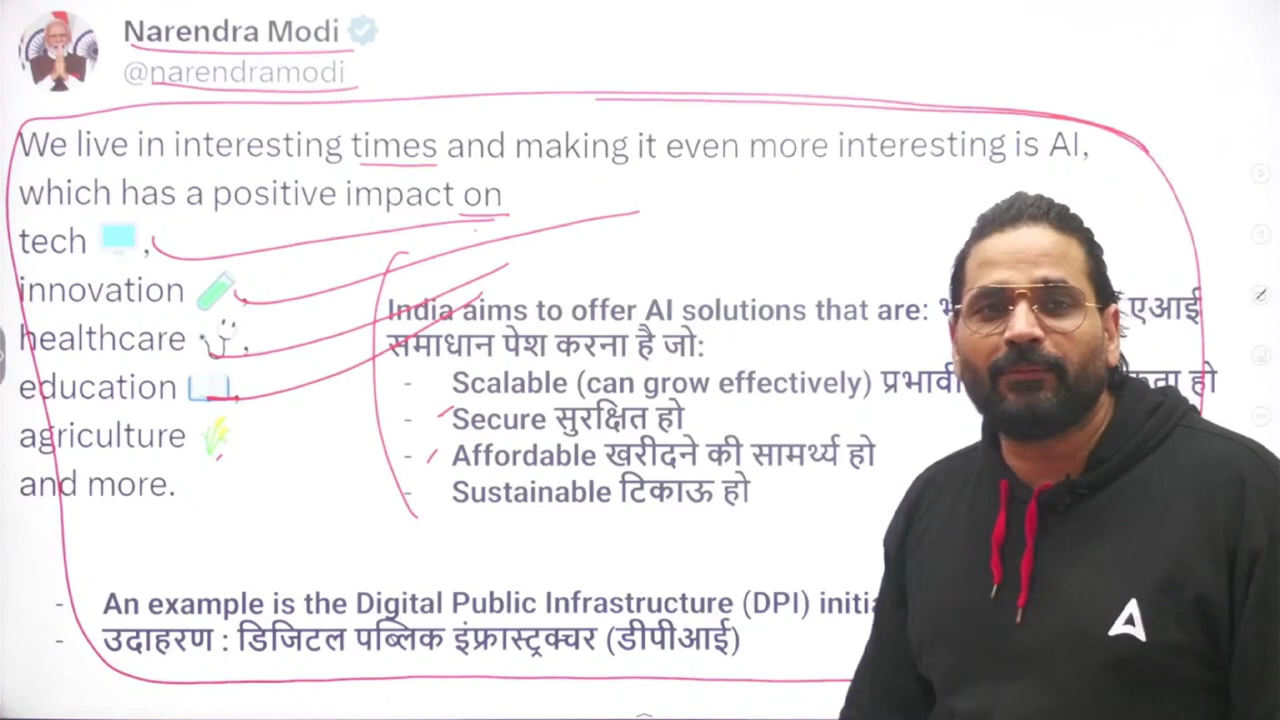 Narendra Modi
@narendramodi
We live in interesting times and making it even more interesting is AI,
which has a positive impact on
tech,
innovation,
healthcare,
education
agriculture
and more.
India aims to offer AI solutions that are: एआई
समाधान पेश करना है जो:
- Scalable (can grow effectively) हो
- Secure सुरक्षित हो
- Affordable खरीदने की सामर्थ्य हो
- Sustainable टिकाऊ हो
- An example is the Digital Public Infrastructure (DPI)
- उदाहरण : डिजिटल पब्लिक इंफ्रास्ट्रक्चर (डीपीआई)